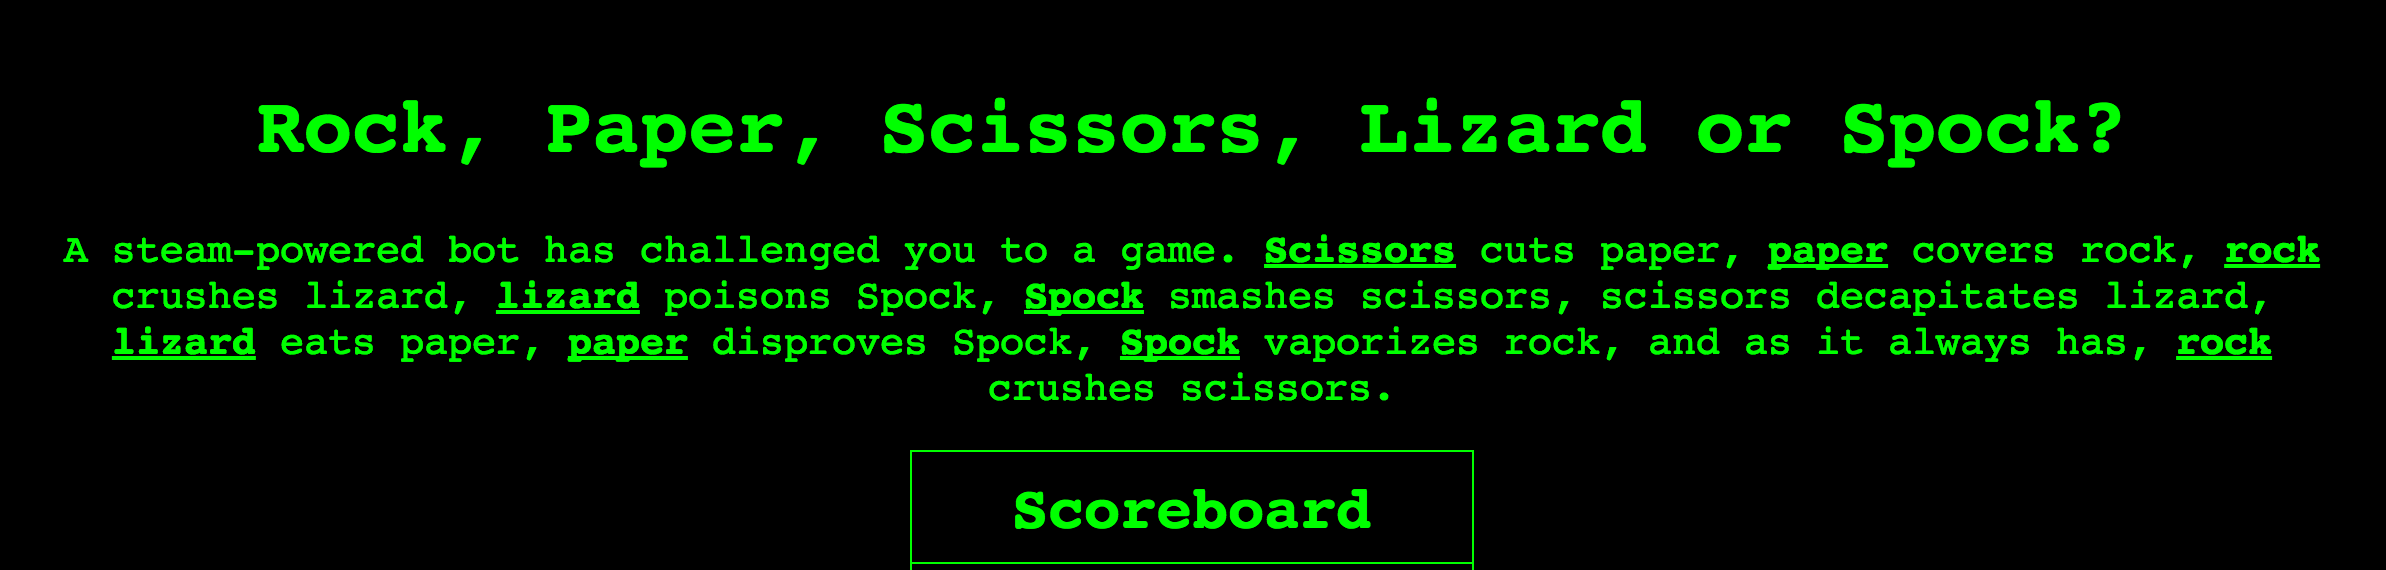 Rock, Paper, Scissors, Lizard or Spock?
A steam-powered bot has challenged you to a game. Scissors cuts paper, paper covers rock, rock
crushes lizard, lizard poisons Spock, Spock smashes scissors, scissors decapitates lizard,
lizard eats paper, paper disproves Spock, Spock vaporizes rock, and as it always has, rock
crushes scissors.
Scoreboard